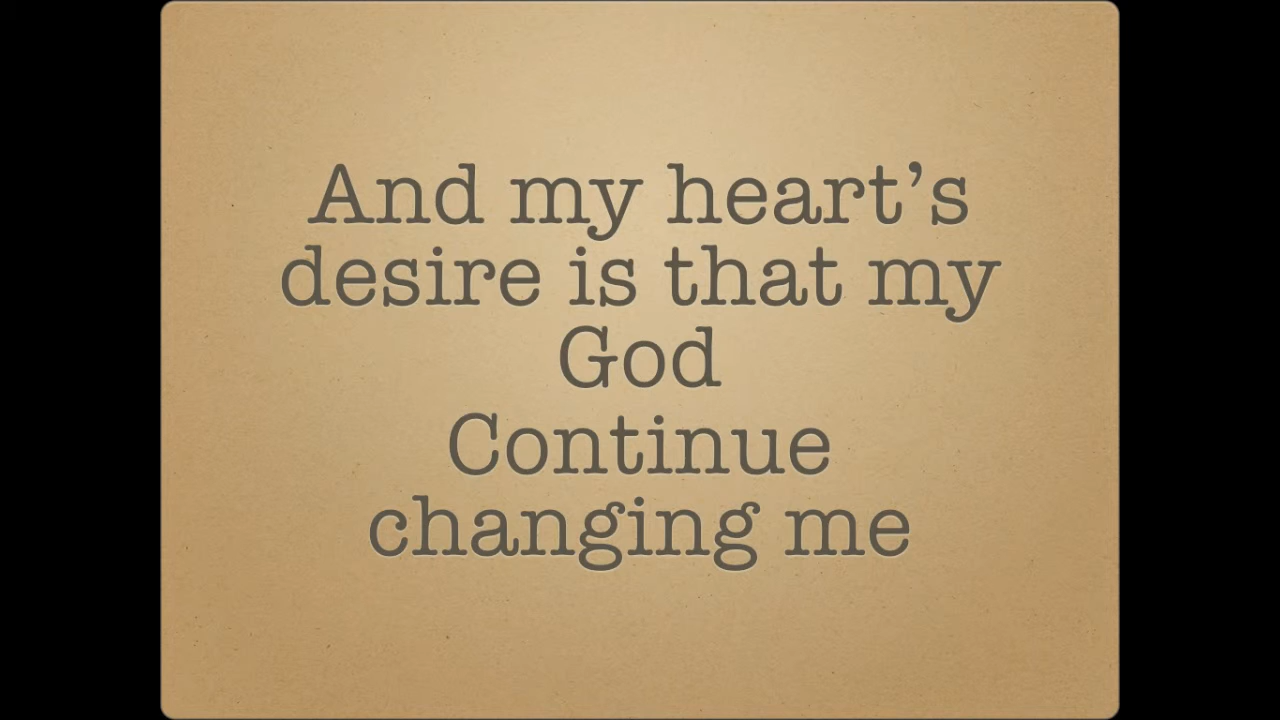 And my heart’s
desire is that my
God
Continue
changing me